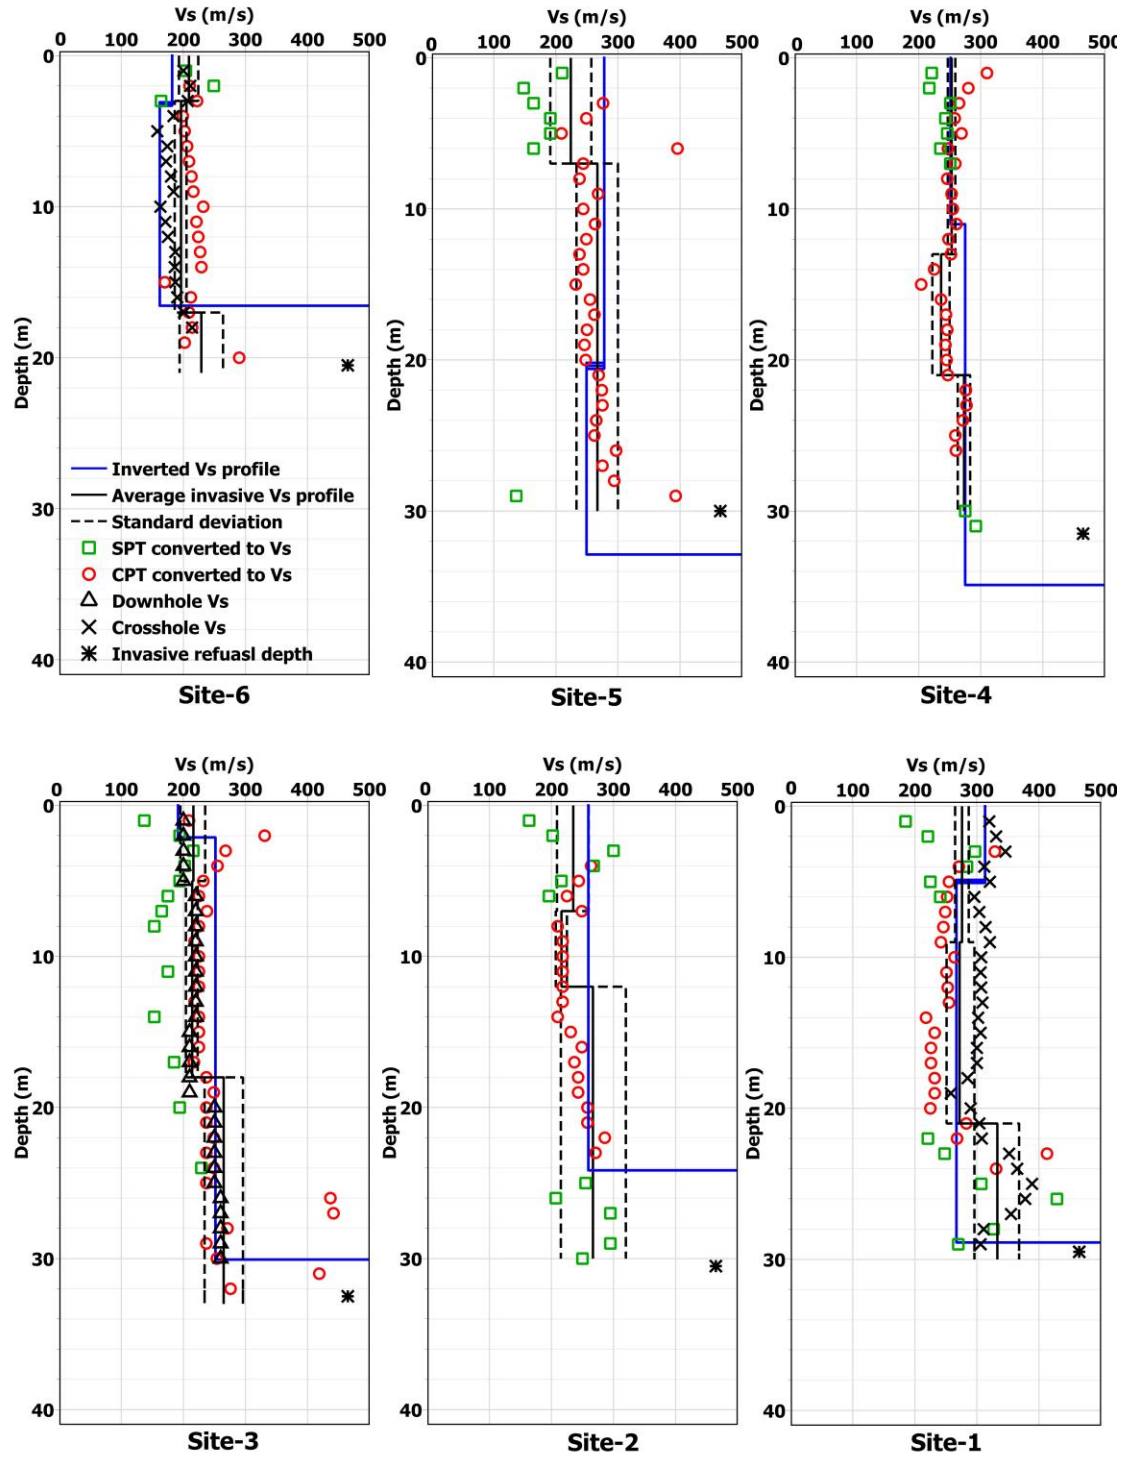 Vs (m/s) Vs (m/s) Vs (m/s)
0 100 200 300 400 500 0 100 200 300 400 500 0 100 200 300 400 500
0 0 0
10 10 10
20 20 20
Depth (m) Depth (m) Depth (m)
Inverted Vs profile
Average invasive Vs profile
30 30 30
Standard deviation
SPT converted to Vs
CPT converted to Vs
Downhole Vs
Crosshole Vs
Invasive refuasl depth
40 40 40
Site-6 Site-5 Site-4
Vs (m/s) Vs (m/s) Vs (m/s)
0 100 200 300 400 500 0 100 200 300 400 500 0 100 200 300 400 500
0 0 0
10 10 10
20 20 20
Depth (m) Depth (m) Depth (m)
30 30 30
40 40 40
Site-3 Site-2 Site-1